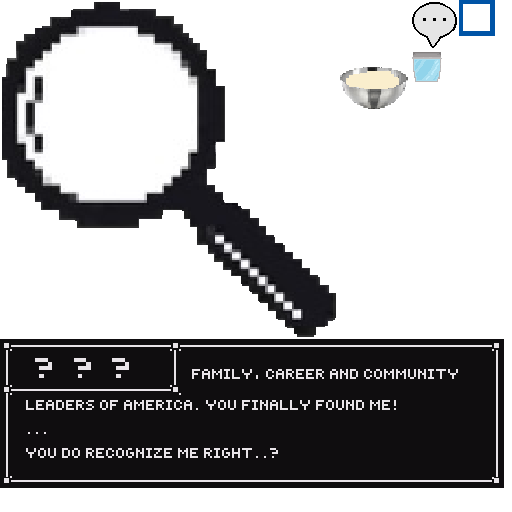 ? ? ?
FAMILY, CAREER AND COMMUNITY
LEADERS OF AMERICA. YOU FINALLY FOUND ME!
...
YOU DO RECOGNIZE ME RIGHT..?